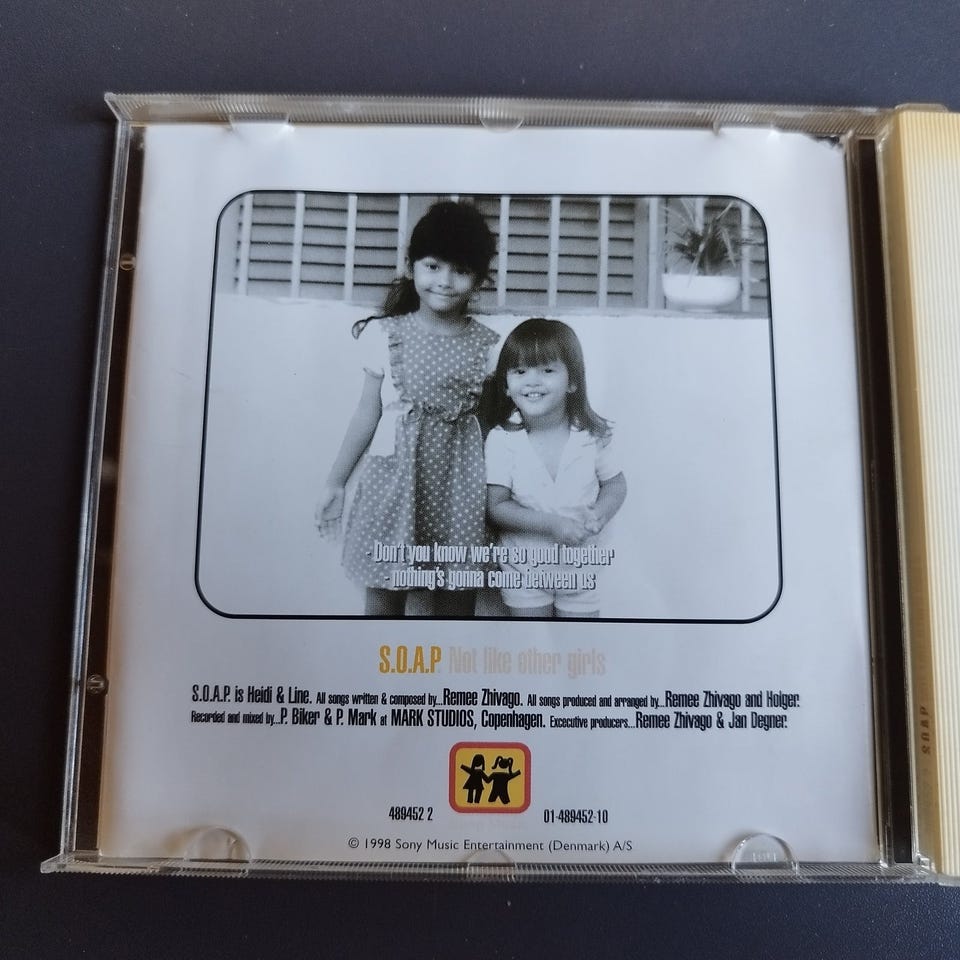 - Don't you know we're so good together
- nothing's gonna come between us
S.O.A.P. Not like other girls
S.O.A.P. is Heidi & Line. All songs written & composed by...Remee Zhivago. All songs produced and arranged by...Remee Zhivago and Holger.
Recorded and mixed by...P. Biker & P. Mark at MARK STUDIOS, Copenhagen. Excecutive producers...Remee Zhivago & Jan Degner.
489452 2 01-489452-10
© 1998 Sony Music Entertainment (Denmark) A/S
SOAP